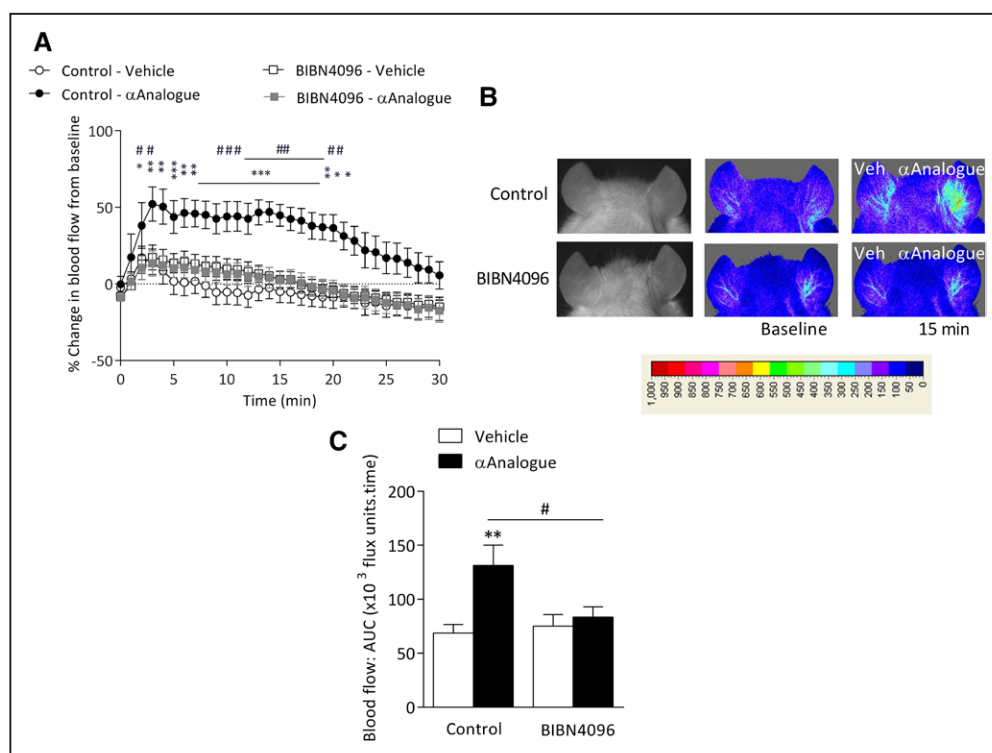 A
Control - Vehicle
Control - αAnalogue
BIBN4096 - Vehicle
BIBN4096 - αAnalogue
# # ### ## ##
* ** ** *** ** ** *** ** * *
% Change in blood flow from baseline
100
50
0
-50
0 5 10 15 20 25 30
Time (min)
B
Control
BIBN4096
Veh αAnalogue
Veh αAnalogue
Baseline 15 min
1,000 950 900 850 800 750 700 650 600 550 500 450 400 350 300 250 200 150 100 50 0
C
Vehicle
αAnalogue
Blood flow: AUC (x10³ flux units.time)
200
150
100
50
0
#
**
Control BIBN4096